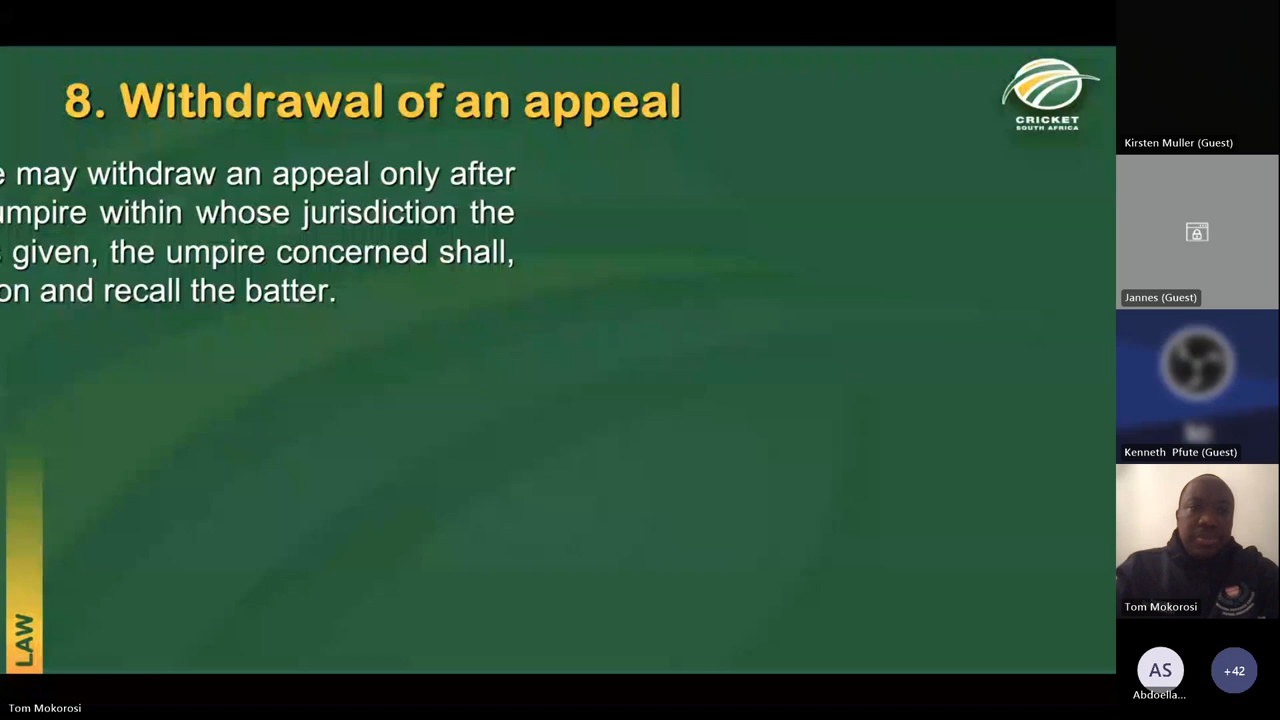 8. Withdrawal of an appeal
CRICKET
SOUTH AFRICA
may withdraw an appeal only after
umpire within whose jurisdiction the
given, the umpire concerned shall,
on and recall the batter.
LAW
Kirsten Muller (Guest)
Jannes (Guest)
Kenneth Pfute (Guest)
Tom Mokorosi
AS
+42
Abdoella...
Tom Mokorosi